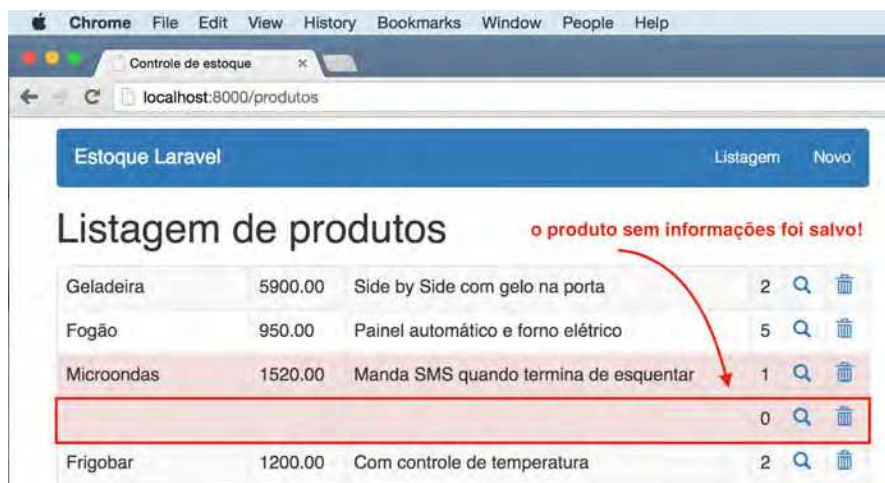 Chrome File Edit View History Bookmarks Window People Help
Controle de estoque
localhost:8000/produtos
Estoque Laravel Listagem Novo
Listagem de produtos
o produto sem informações foi salvo!
Geladeira 5900.00 Side by Side com gelo na porta 2
Fogão 950.00 Painel automático e forno elétrico 5
Microondas 1520.00 Manda SMS quando termina de esquentar 1
0
Frigobar 1200.00 Com controle de temperatura 2